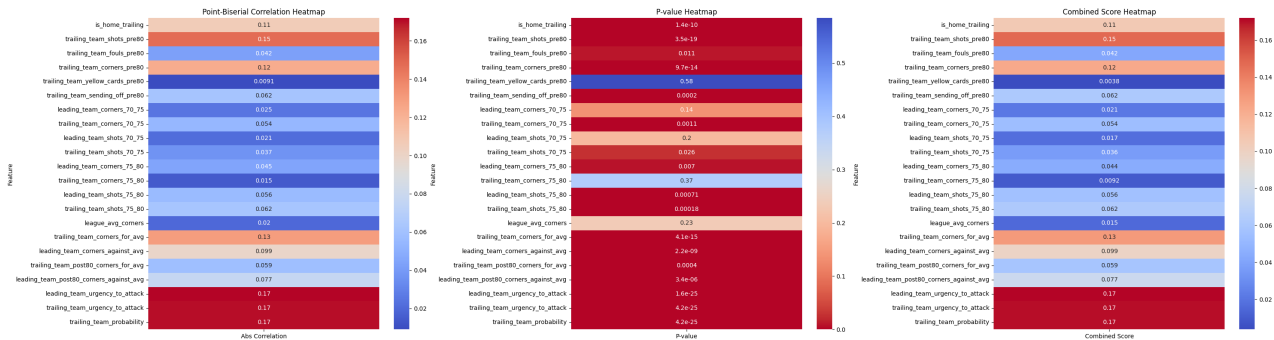 Point-Biserial Correlation Heatmap
Feature
is_home_trailing 0.11
trailing_team_shots_pre80 0.15
trailing_team_fouls_pre80 0.042
trailing_team_corners_pre80 0.12
trailing_team_yellow_cards_pre80 0.0091
trailing_team_sending_off_pre80 0.062
leading_team_corners_70_75 0.025
trailing_team_corners_70_75 0.054
leading_team_shots_70_75 0.021
trailing_team_shots_70_75 0.037
leading_team_corners_75_80 0.045
trailing_team_corners_75_80 0.015
leading_team_shots_75_80 0.056
trailing_team_shots_75_80 0.062
league_avg_corners 0.02
trailing_team_corners_for_avg 0.13
leading_team_corners_against_avg 0.099
trailing_team_post80_corners_for_avg 0.059
leading_team_post80_corners_against_avg 0.077
leading_team_urgency_to_attack 0.17
trailing_team_urgency_to_attack 0.17
trailing_team_probability 0.17
Abs Correlation
0.16
0.14
0.12
0.10
0.08
0.06
0.04
0.02
P-value Heatmap
Feature
is_home_trailing 1.4e-10
trailing_team_shots_pre80 3.5e-19
trailing_team_fouls_pre80 0.011
trailing_team_corners_pre80 9.7e-14
trailing_team_yellow_cards_pre80 0.58
trailing_team_sending_off_pre80 0.0002
leading_team_corners_70_75 0.14
trailing_team_corners_70_75 0.0011
leading_team_shots_70_75 0.2
trailing_team_shots_70_75 0.026
leading_team_corners_75_80 0.007
trailing_team_corners_75_80 0.37
leading_team_shots_75_80 0.00071
trailing_team_shots_75_80 0.00018
league_avg_corners 0.23
trailing_team_corners_for_avg 4.1e-15
leading_team_corners_against_avg 2.2e-09
trailing_team_post80_corners_for_avg 0.0004
leading_team_post80_corners_against_avg 3.4e-06
leading_team_urgency_to_attack 1.6e-25
trailing_team_urgency_to_attack 4.2e-25
trailing_team_probability 4.2e-25
P-value
0.5
0.4
0.3
0.2
0.1
0.0
Combined Score Heatmap
Feature
is_home_trailing 0.11
trailing_team_shots_pre80 0.15
trailing_team_fouls_pre80 0.042
trailing_team_corners_pre80 0.12
trailing_team_yellow_cards_pre80 0.0038
trailing_team_sending_off_pre80 0.062
leading_team_corners_70_75 0.021
trailing_team_corners_70_75 0.054
leading_team_shots_70_75 0.017
trailing_team_shots_70_75 0.036
leading_team_corners_75_80 0.044
trailing_team_corners_75_80 0.0092
leading_team_shots_75_80 0.056
trailing_team_shots_75_80 0.062
league_avg_corners 0.015
trailing_team_corners_for_avg 0.13
leading_team_corners_against_avg 0.099
trailing_team_post80_corners_for_avg 0.059
leading_team_post80_corners_against_avg 0.077
leading_team_urgency_to_attack 0.17
trailing_team_urgency_to_attack 0.17
trailing_team_probability 0.17
Combined Score
0.16
0.14
0.12
0.10
0.08
0.06
0.04
0.02